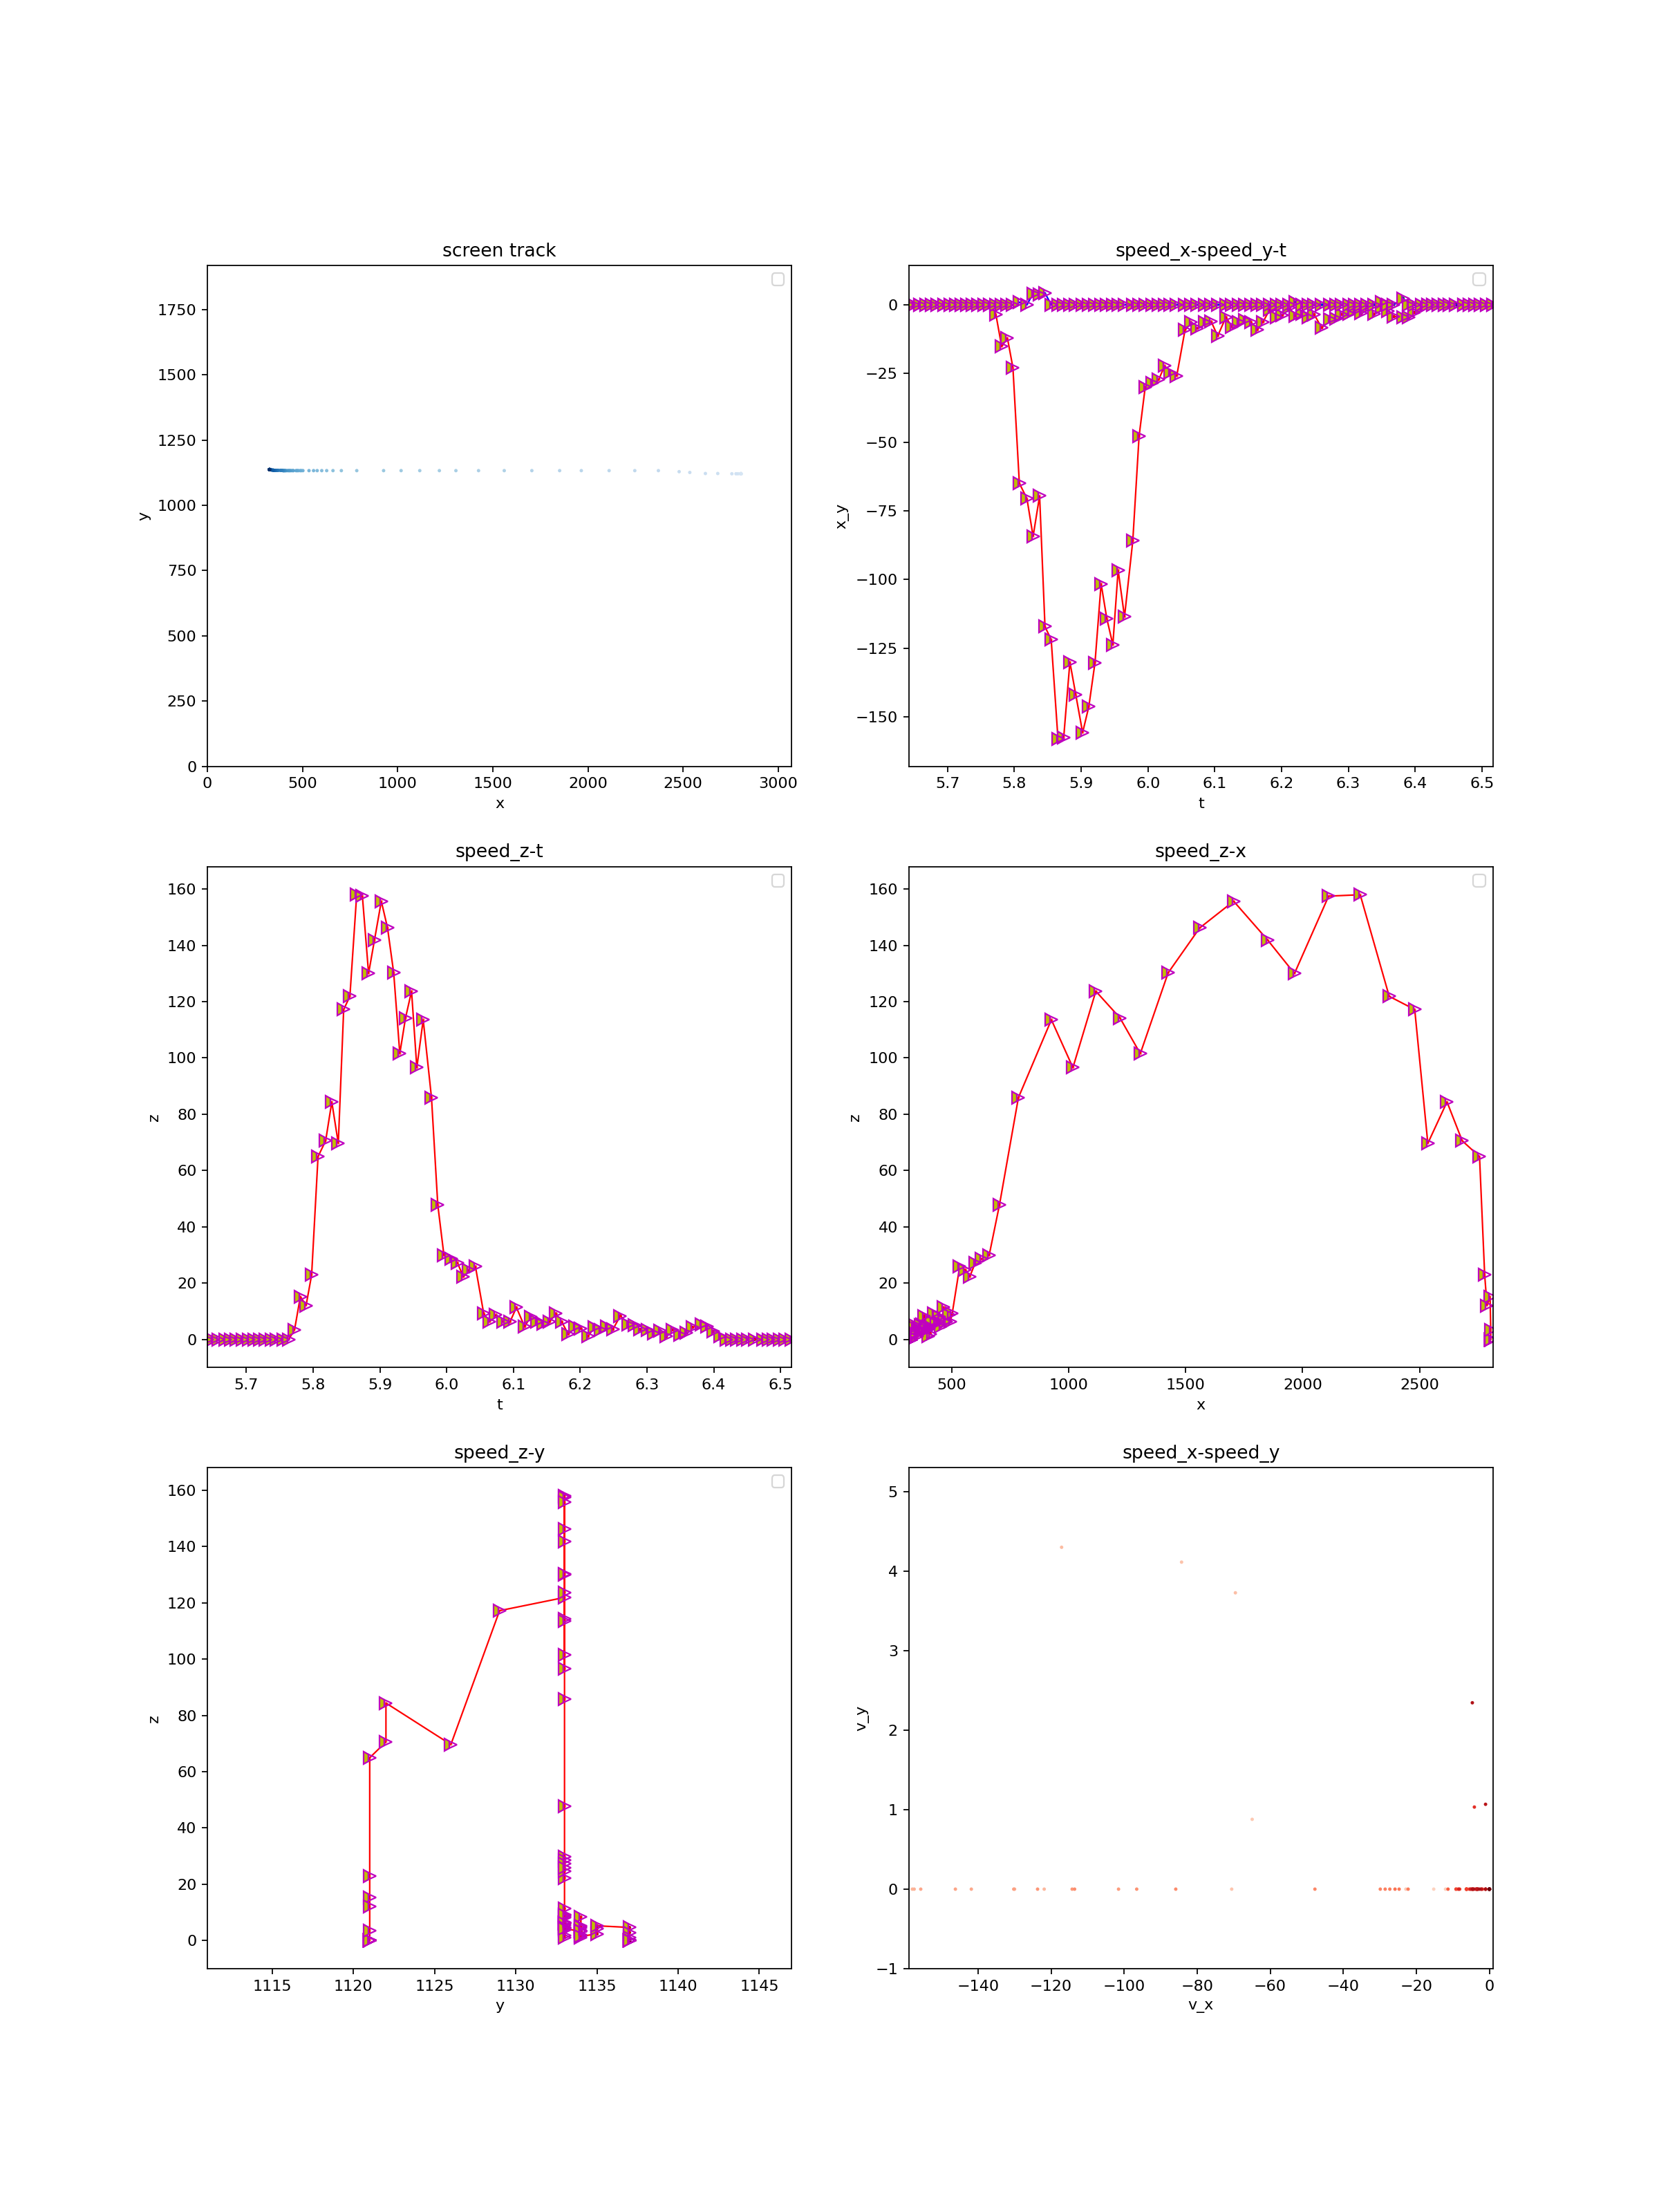 screen track
1750
1500
1250
1000
750
500
250
0
y
0 500 1000 1500 2000 2500 3000
x
speed_x-speed_y-t
0
−25
−50
−75
−100
−125
−150
x_y
5.7 5.8 5.9 6.0 6.1 6.2 6.3 6.4 6.5
t
speed_z-t
160
140
120
100
80
60
40
20
0
z
5.7 5.8 5.9 6.0 6.1 6.2 6.3 6.4 6.5
t
speed_z-x
160
140
120
100
80
60
40
20
0
z
500 1000 1500 2000 2500
x
speed_z-y
160
140
120
100
80
60
40
20
0
z
1115 1120 1125 1130 1135 1140 1145
y
speed_x-speed_y
5
4
3
2
1
0
−1
v_y
−140 −120 −100 −80 −60 −40 −20 0
v_x